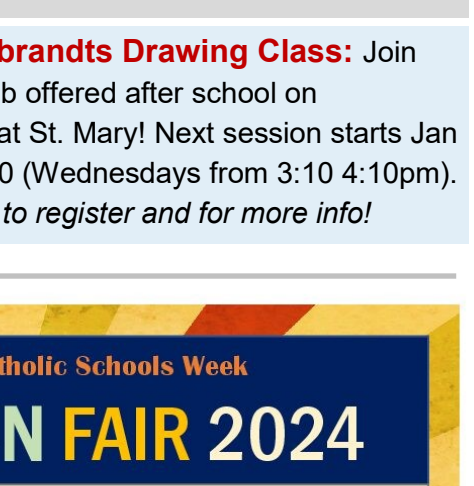 brandts Drawing Class: Join
b offered after school on
at St. Mary! Next session starts Jan
0 (Wednesdays from 3:10 4:10pm).
to register and for more info!
tholic Schools Week
N FAIR 2024